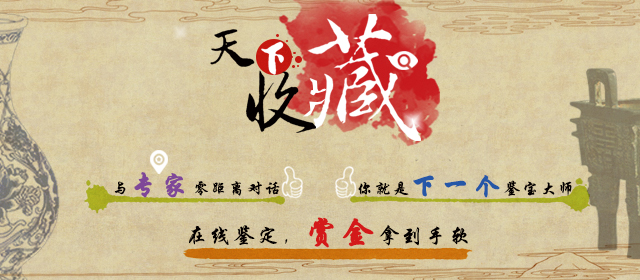 天下收藏
与专家零距离对话
你就是下一个鉴宝大师
在线鉴定，赏金拿到手软